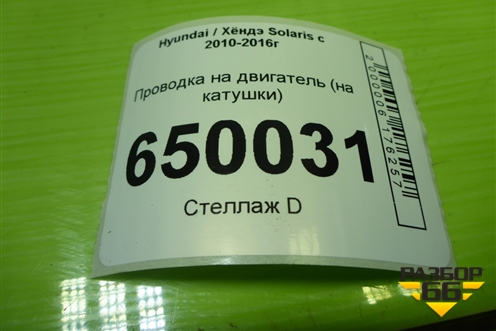 Hyundai / Хёндэ Solaris с
2010-2016г
Проводка на двигатель (на
катушки)
650031
Стеллаж D
2000006176257
РАЗБОР
66